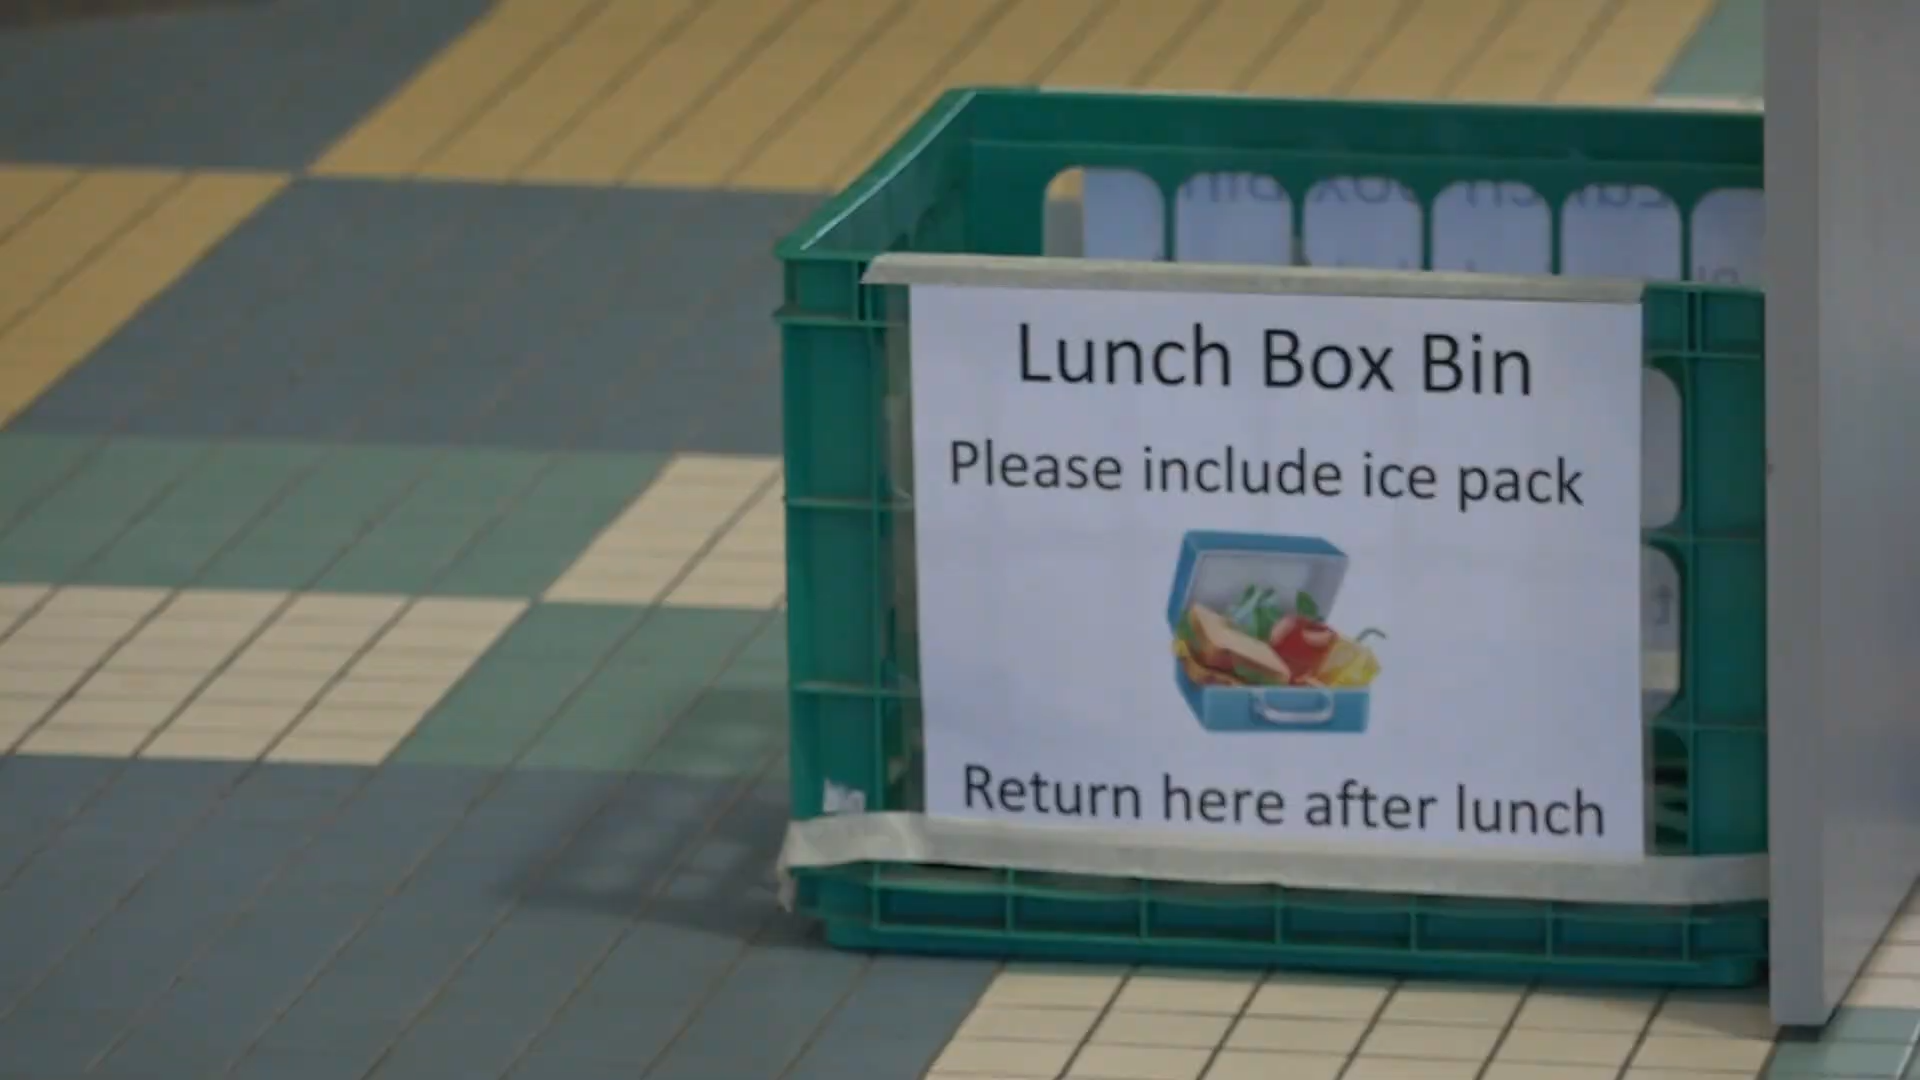 Lunch Box Bin
Please include ice pack
Return here after lunch